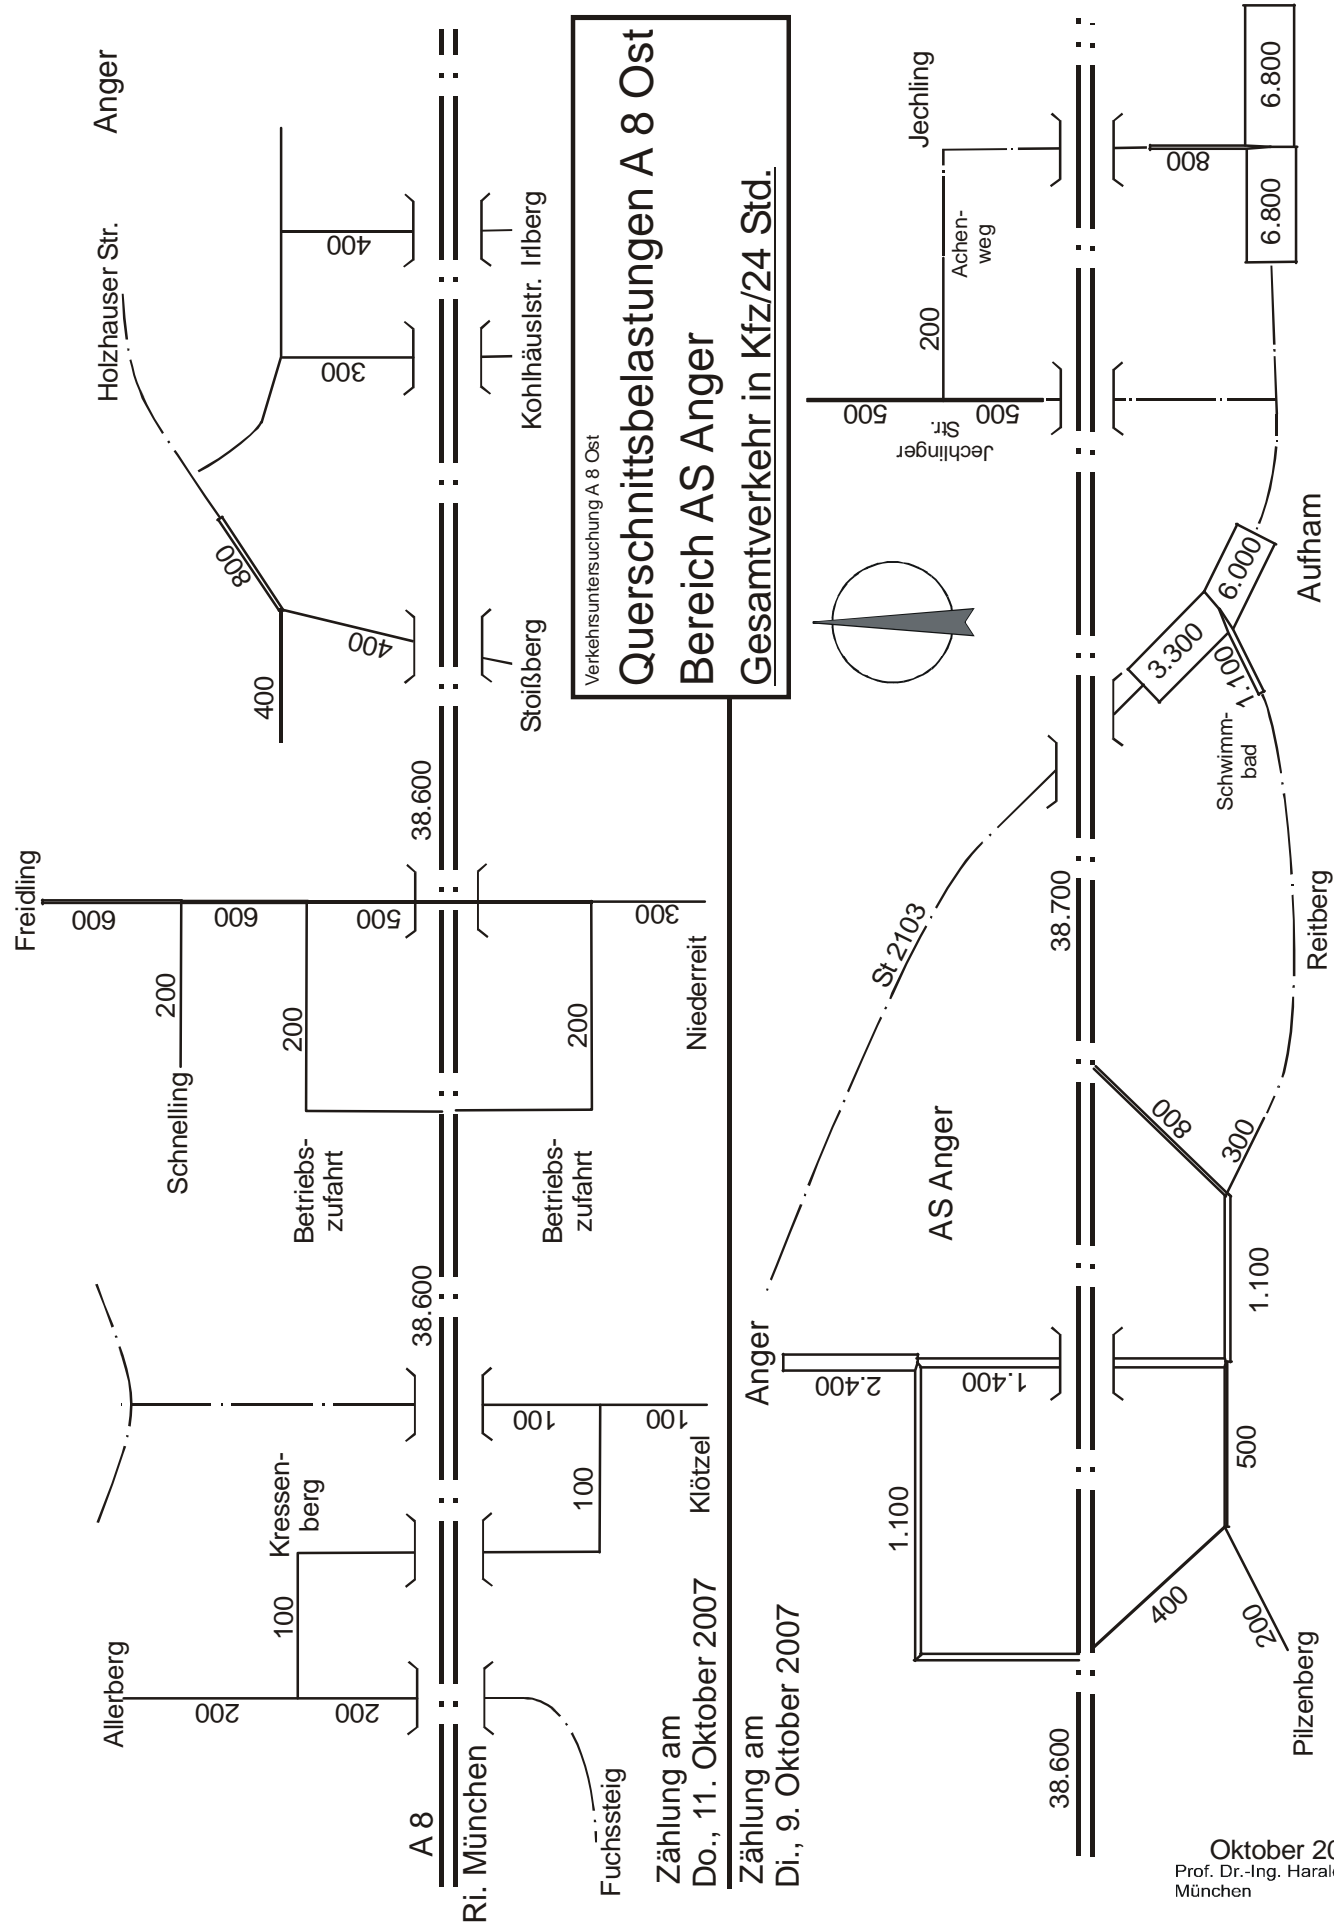 Verkehrsuntersuchung A 8 Ost
Querschnittsbelastungen A 8 Ost
Bereich AS Anger
Gesamtverkehr in Kfz/24 Std.
Allerberg
200
200
100
Kressen-
berg
Fuchssteig
A 8
Ri. München
100
100
100
Klötzel
38.600
Freidling
600
600
500
300
Schnelling
200
200
200
Betriebs-
zufahrt
Betriebs-
zufahrt
Niederreit
38.600
Anger
Holzhauser Str.
800
400
400
300
400
Stoißberg
Kohlhäuslstr.
Irlberg
Zählung am
Do., 11. Oktober 2007
Zählung am
Di., 9. Oktober 2007
Anger
2.400
1.400
1.100
38.600
400
200
Pilzenberg
500
1.100
AS Anger
800
300
St 2103
38.700
Reitberg
Schwimm-
bad
1.100
3.300
6.000
Aufham
500
500
Jechlinger
Str.
200
Achen-
weg
Jechling
800
6.800
6.800
Oktober 20
Prof. Dr.-Ing. Haral
München